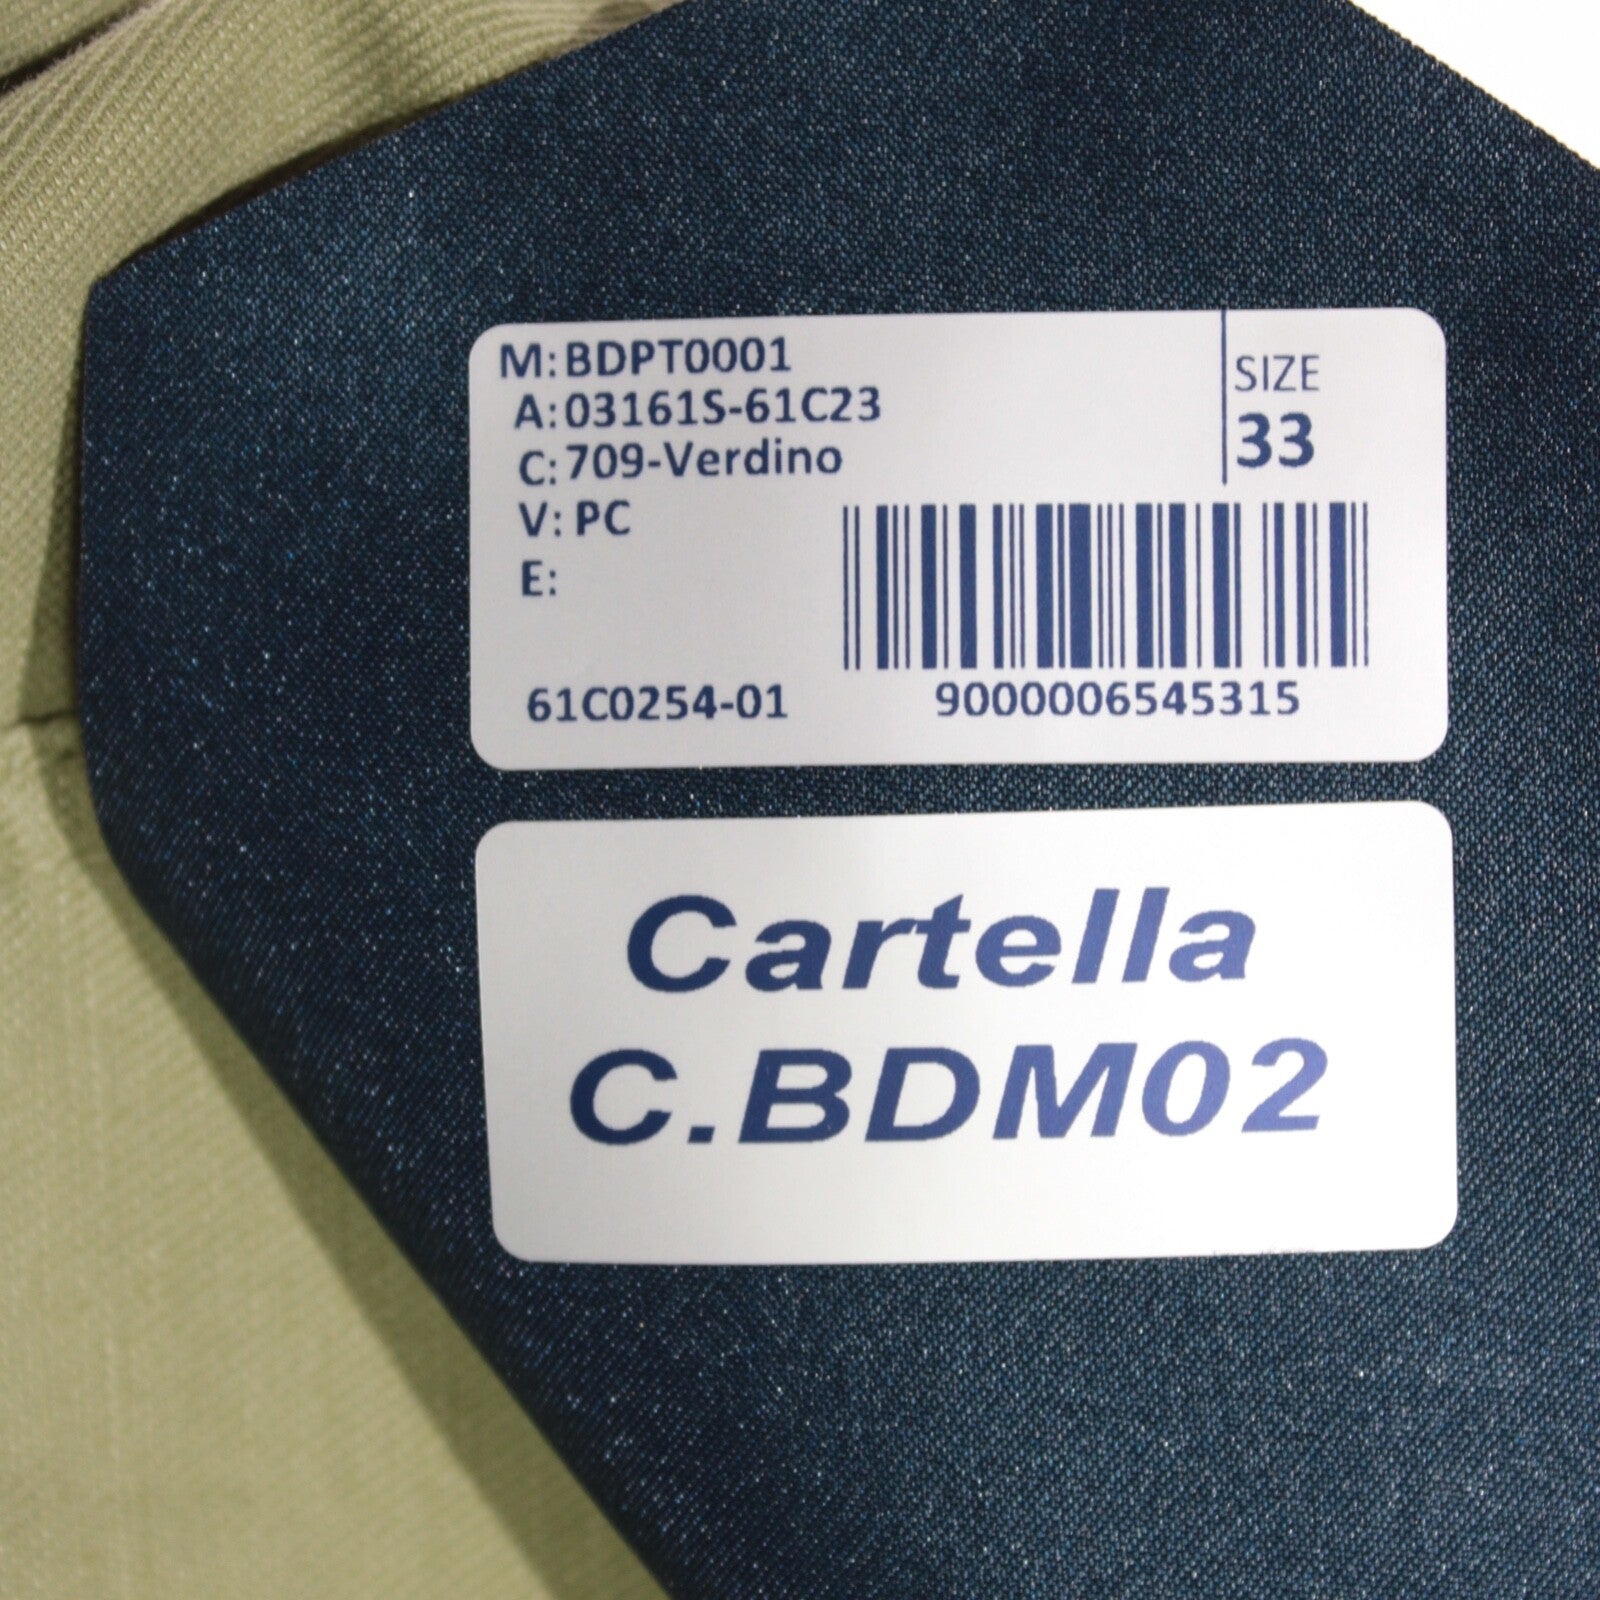 M: BDPT0001
A: 03161S-61C23
C: 709-Verdino
V: PC
E:
SIZE
33
61C0254-01
9000006545315
Cartella
C.BDM02